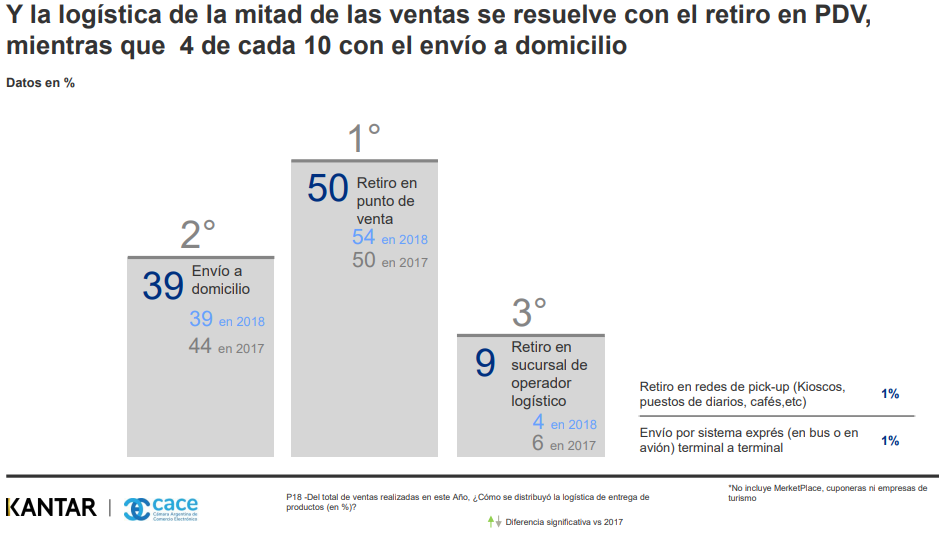 Y la logística de la mitad de las ventas se resuelve con el retiro en PDV,
mientras que 4 de cada 10 con el envío a domicilio
Datos en %
1°
50 Retiro en
punto de
venta
54 en 2018
50 en 2017
2°
39 Envío a
domicilio
39 en 2018
44 en 2017
3°
9 Retiro en
sucursal de
operador
logístico
4 en 2018
6 en 2017
Retiro en redes de pick-up (Kioscos,
puestos de diarios, cafés,etc) 1%
Envío por sistema exprés (en bus o en
avión) terminal a terminal 1%
KANTAR | cace
Cámara Argentina de
Comercio Electrónico
P18 -Del total de ventas realizadas en este Año, ¿Cómo se distribuyó la logística de entrega de
productos (en %)?
Diferencia significativa vs 2017
*No incluye MerketPlace, cuponeras ni empresas de
turismo